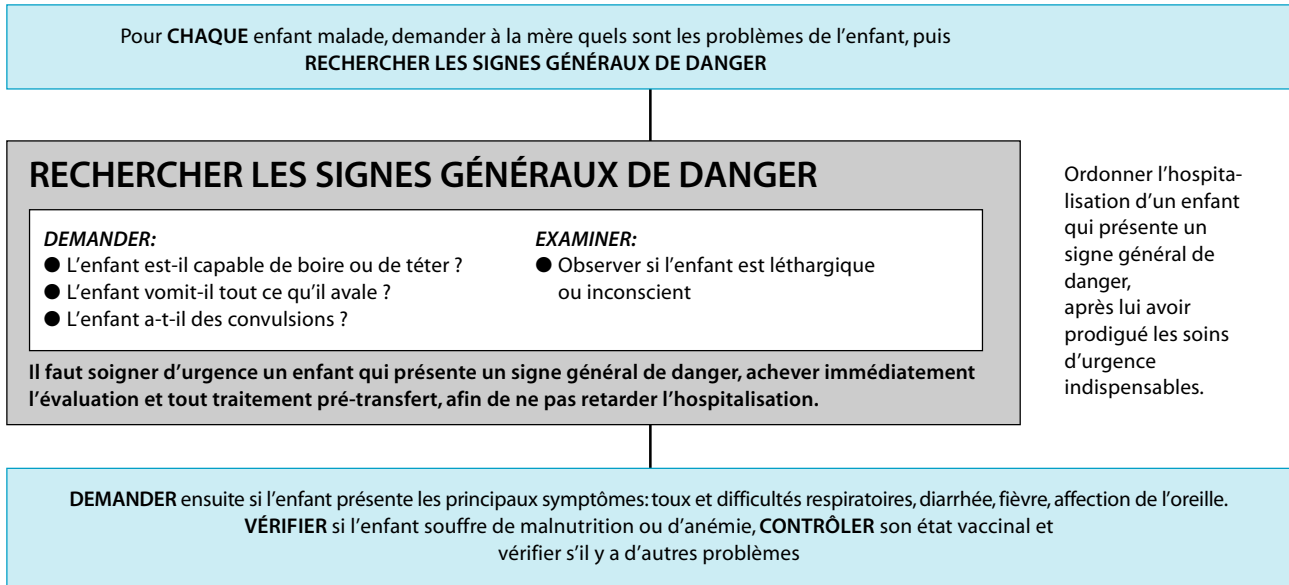 Pour CHAQUE enfant malade, demander à la mère quels sont les problèmes de l'enfant, puis
RECHERCHER LES SIGNES GÉNÉRAUX DE DANGER
RECHERCHER LES SIGNES GÉNÉRAUX DE DANGER
DEMANDER:
● L'enfant est-il capable de boire ou de téter ?
● L'enfant vomit-il tout ce qu'il avale ?
● L'enfant a-t-il des convulsions ?
EXAMINER:
● Observer si l'enfant est léthargique
ou inconscient
Il faut soigner d'urgence un enfant qui présente un signe général de danger, achever immédiatement
l'évaluation et tout traitement pré-transfert, afin de ne pas retarder l'hospitalisation.
Ordonner l'hospita-
lisation d'un enfant
qui présente un
signe général de
danger,
après lui avoir
prodigué les soins
d'urgence
indispensables.
DEMANDER ensuite si l'enfant présente les principaux symptômes: toux et difficultés respiratoires, diarrhée, fièvre, affection de l'oreille.
VÉRIFIER si l'enfant souffre de malnutrition ou d'anémie, CONTRÔLER son état vaccinal et
vérifier s'il y a d'autres problèmes